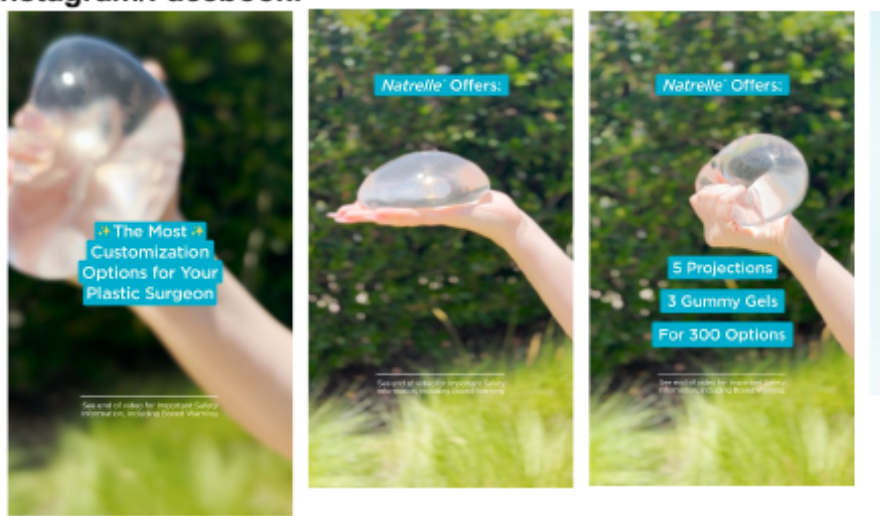 Instagram/Facebook:
✨The Most✨
Customization
Options for Your
Plastic Surgeon
See end of video for Important Safety
Information, Including Boxed Warning
Natrelle® Offers:
See end of video for Important Safety
Information, Including Boxed Warning
Natrelle® Offers:
5 Projections
3 Gummy Gels
For 300 Options
See end of video for Important Safety
Information, Including Boxed Warning